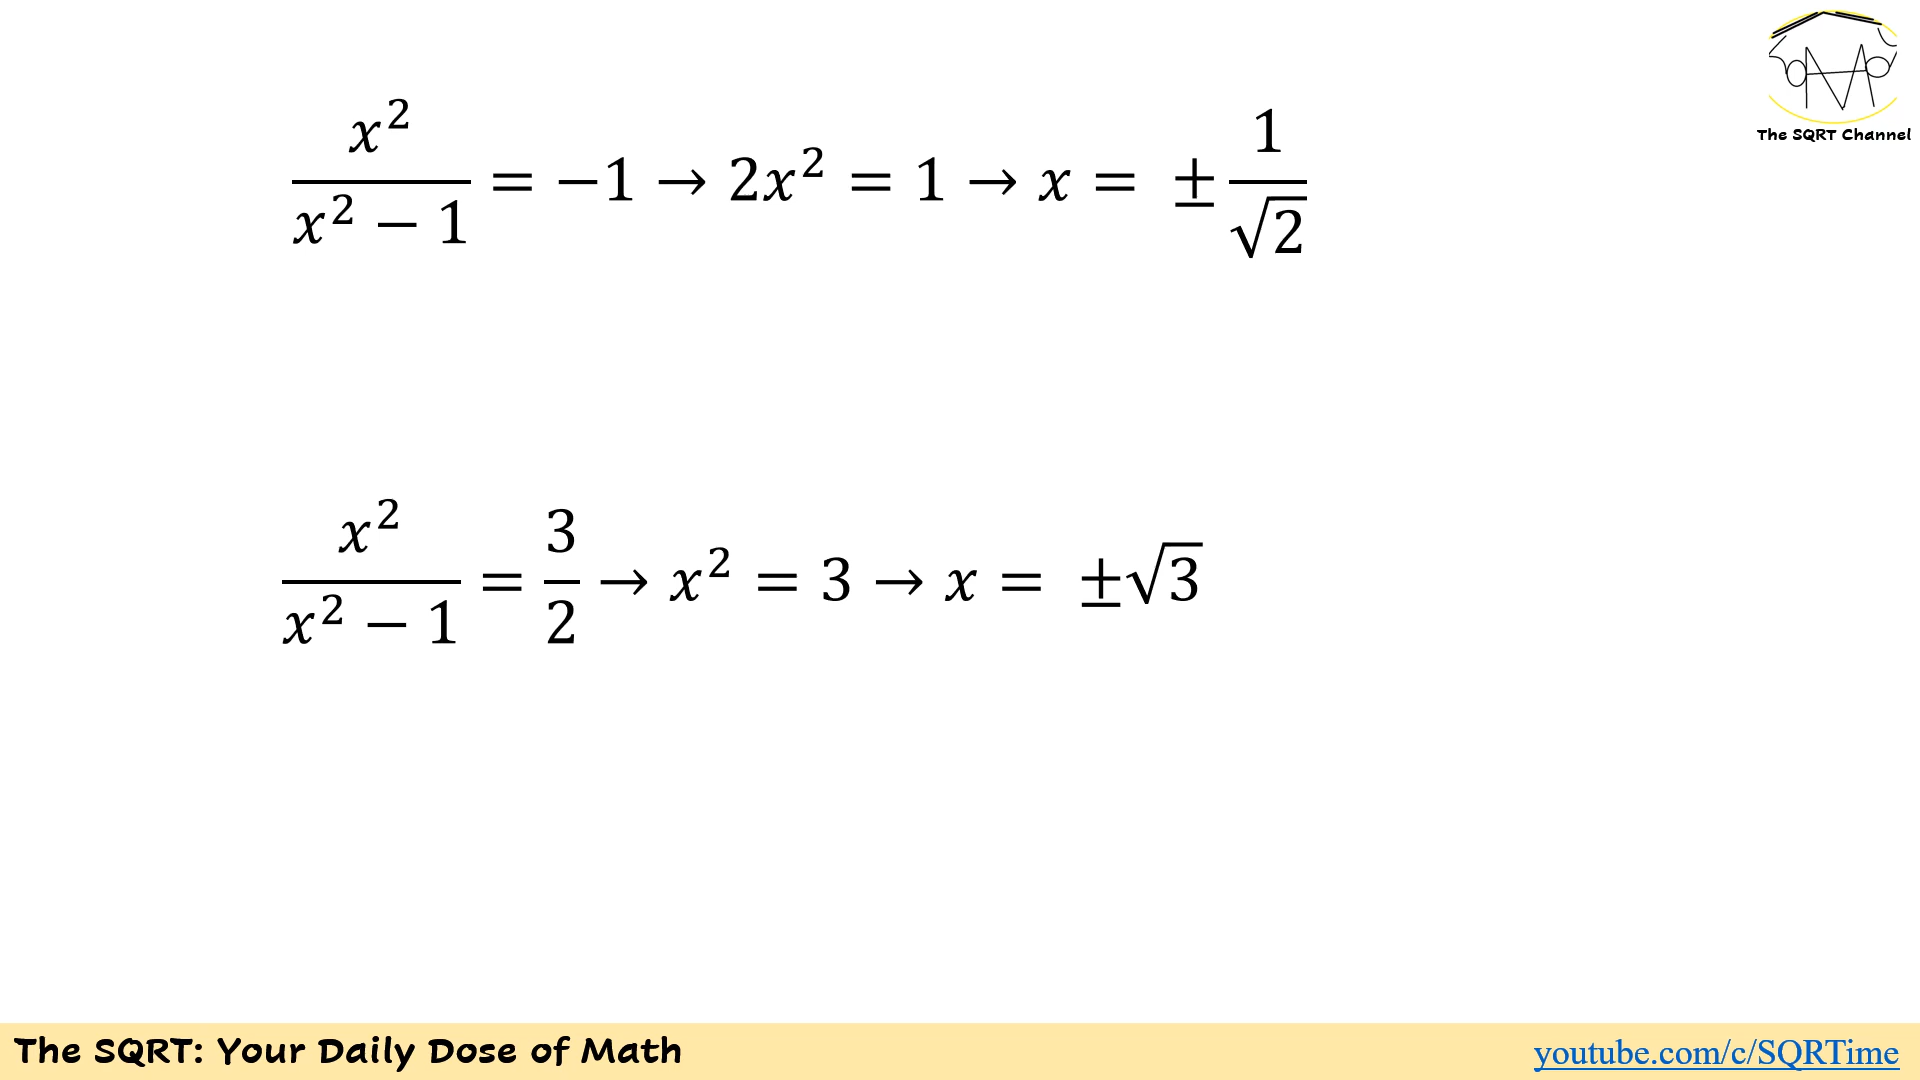 The SQRT Channel
x²/(x² − 1) = −1 → 2x² = 1 → x = ± 1/√2
x²/(x² − 1) = 3/2 → x² = 3 → x = ±√3
The SQRT: Your Daily Dose of Math
youtube.com/c/SQRTime